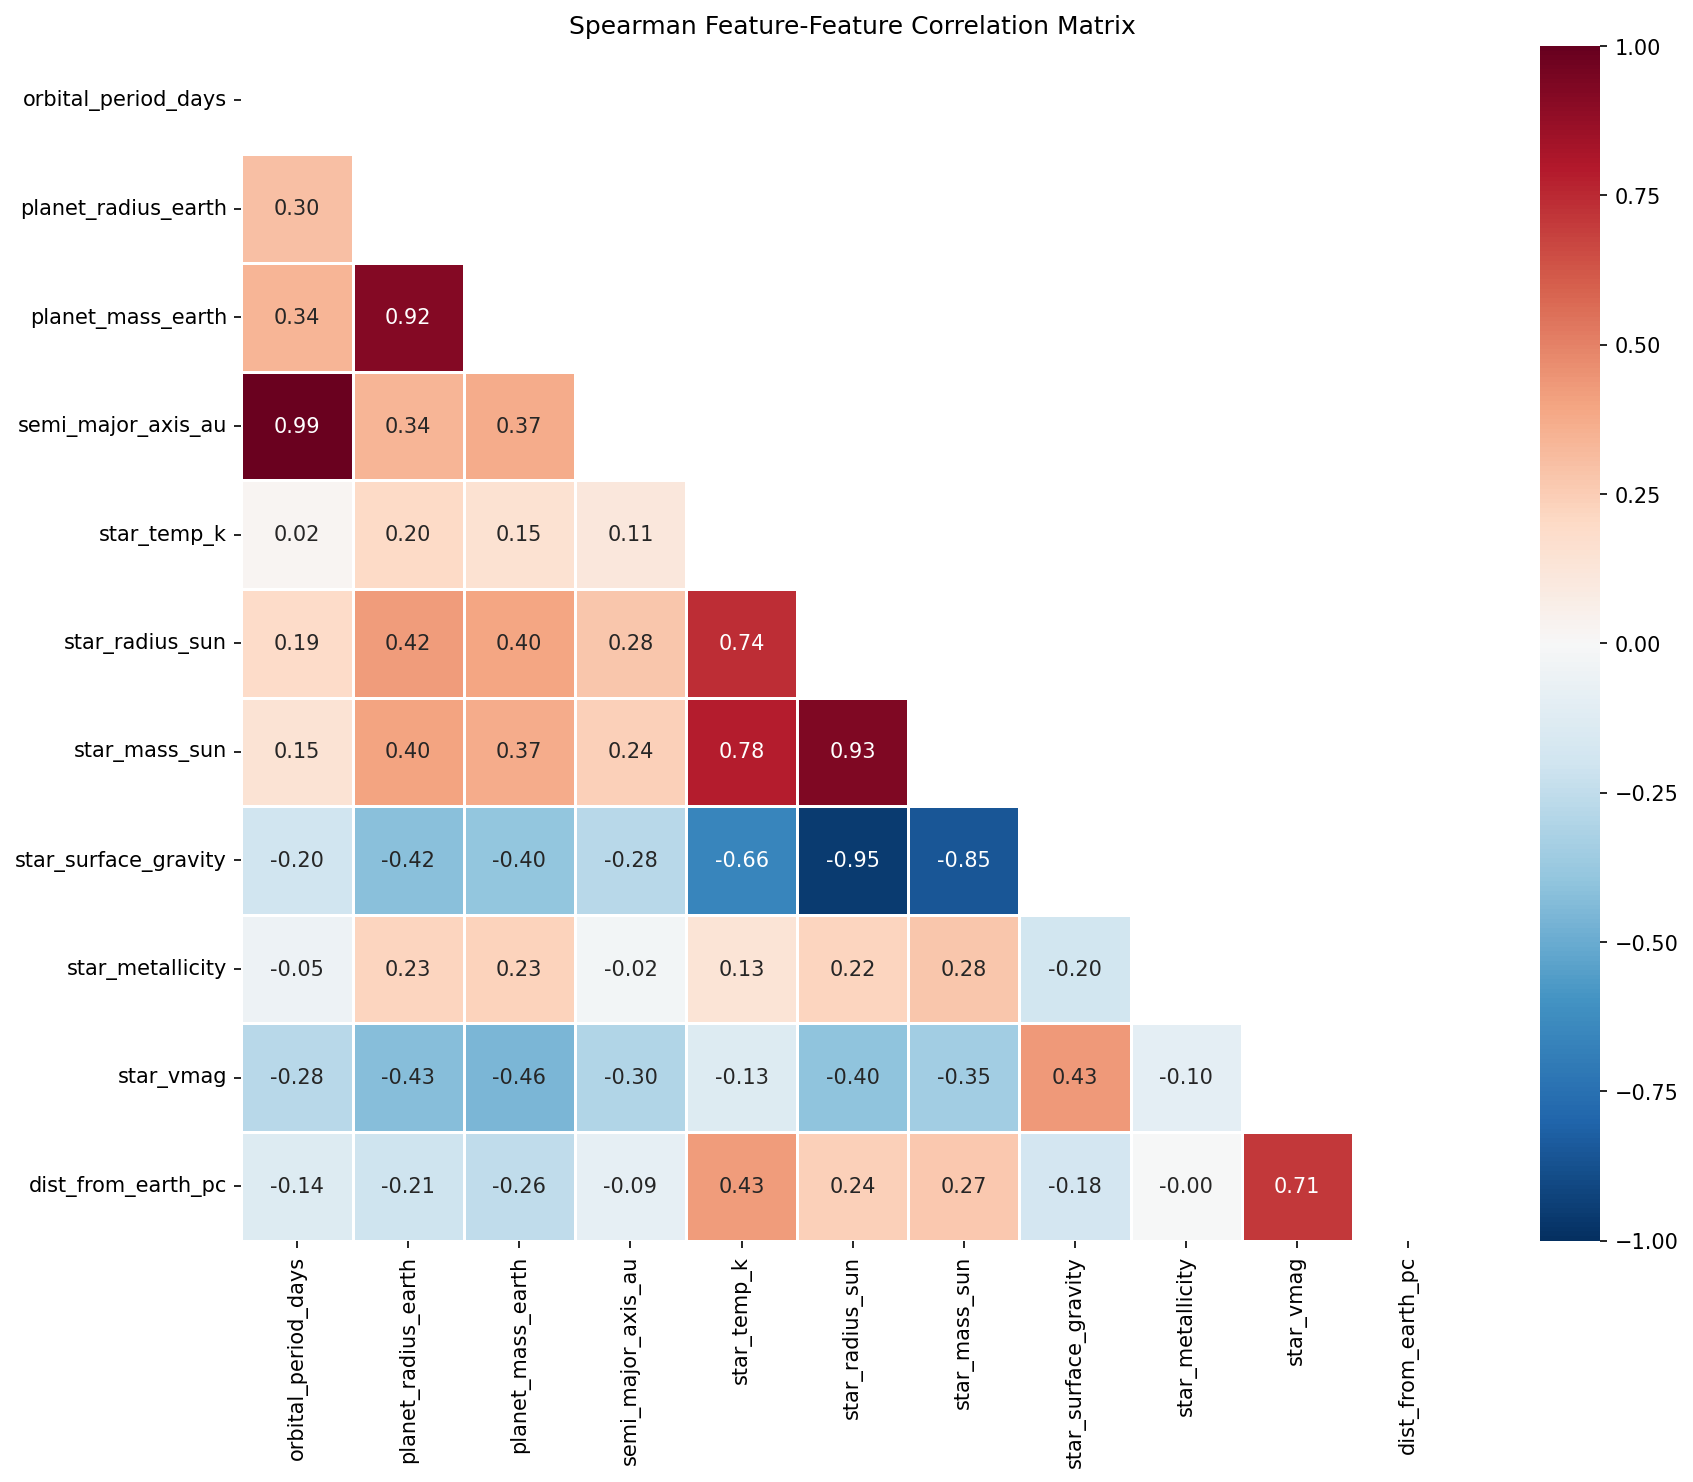 Spearman Feature-Feature Correlation Matrix
orbital_period_days
planet_radius_earth 0.30
planet_mass_earth 0.34 0.92
semi_major_axis_au 0.99 0.34 0.37
star_temp_k 0.02 0.20 0.15 0.11
star_radius_sun 0.19 0.42 0.40 0.28 0.74
star_mass_sun 0.15 0.40 0.37 0.24 0.78 0.93
star_surface_gravity -0.20 -0.42 -0.40 -0.28 -0.66 -0.95 -0.85
star_metallicity -0.05 0.23 0.23 -0.02 0.13 0.22 0.28 -0.20
star_vmag -0.28 -0.43 -0.46 -0.30 -0.13 -0.40 -0.35 0.43 -0.10
dist_from_earth_pc -0.14 -0.21 -0.26 -0.09 0.43 0.24 0.27 -0.18 -0.00 0.71
orbital_period_days
planet_radius_earth
planet_mass_earth
semi_major_axis_au
star_temp_k
star_radius_sun
star_mass_sun
star_surface_gravity
star_metallicity
star_vmag
dist_from_earth_pc
1.00
0.75
0.50
0.25
0.00
−0.25
−0.50
−0.75
−1.00